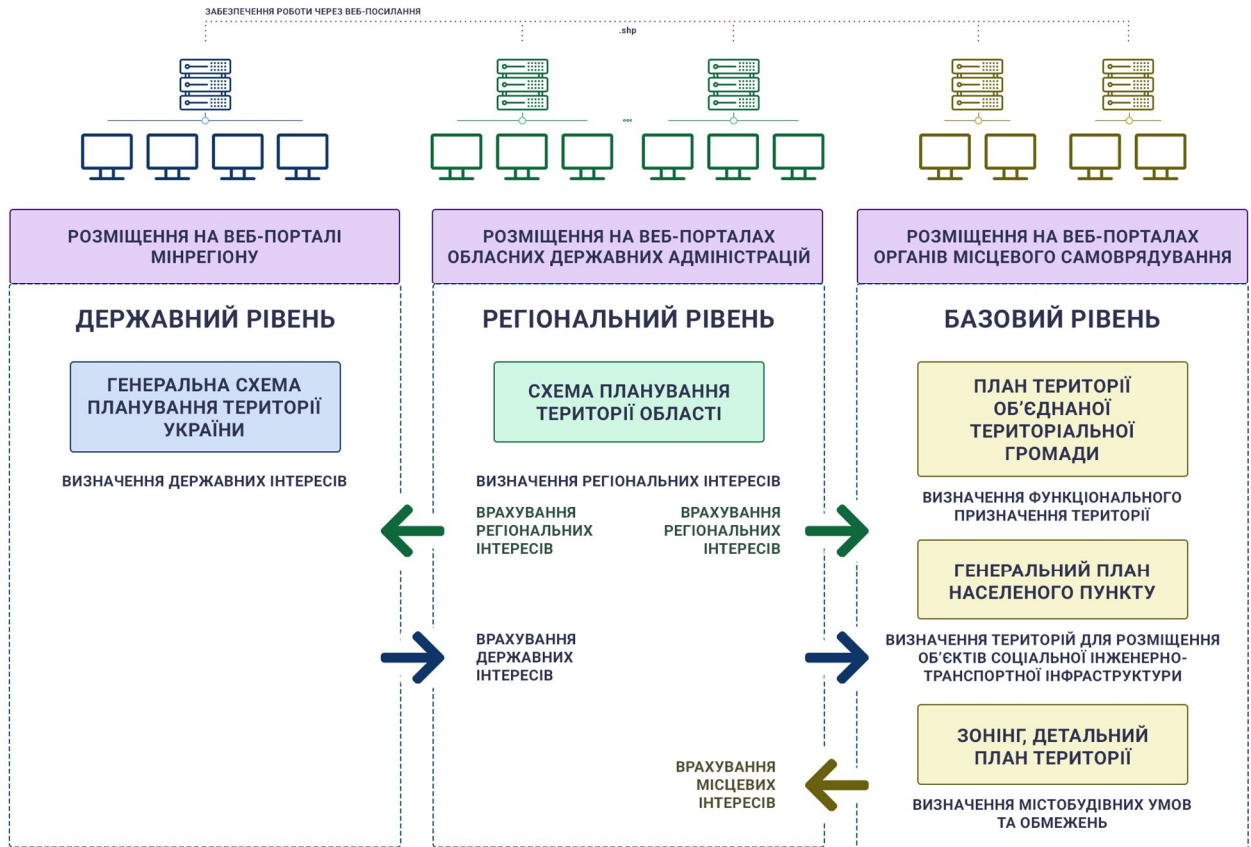 ЗАБЕЗПЕЧЕННЯ РОБОТИ ЧЕРЕЗ ВЕБ-ПОСИЛАННЯ
.shp
РОЗМІЩЕННЯ НА ВЕБ-ПОРТАЛІ
МІНРЕГІОНУ
ДЕРЖАВНИЙ РІВЕНЬ
ГЕНЕРАЛЬНА СХЕМА
ПЛАНУВАННЯ ТЕРИТОРІЇ
УКРАЇНИ
ВИЗНАЧЕННЯ ДЕРЖАВНИХ ІНТЕРЕСІВ
РОЗМІЩЕННЯ НА ВЕБ-ПОРТАЛАХ
ОБЛАСНИХ ДЕРЖАВНИХ АДМІНІСТРАЦІЙ
РЕГІОНАЛЬНИЙ РІВЕНЬ
СХЕМА ПЛАНУВАННЯ
ТЕРИТОРІЇ ОБЛАСТІ
ВИЗНАЧЕННЯ РЕГІОНАЛЬНИХ ІНТЕРЕСІВ
ВРАХУВАННЯ
РЕГІОНАЛЬНИХ
ІНТЕРЕСІВ
ВРАХУВАННЯ
РЕГІОНАЛЬНИХ
ІНТЕРЕСІВ
ВРАХУВАННЯ
ДЕРЖАВНИХ
ІНТЕРЕСІВ
ВРАХУВАННЯ
МІСЦЕВИХ
ІНТЕРЕСІВ
РОЗМІЩЕННЯ НА ВЕБ-ПОРТАЛАХ
ОРГАНІВ МІСЦЕВОГО САМОВРЯДУВАННЯ
БАЗОВИЙ РІВЕНЬ
ПЛАН ТЕРИТОРІЇ
ОБ’ЄДНАНОЇ
ТЕРИТОРІАЛЬНОЇ
ГРОМАДИ
ВИЗНАЧЕННЯ ФУНКЦІОНАЛЬНОГО
ПРИЗНАЧЕННЯ ТЕРИТОРІЇ
ГЕНЕРАЛЬНИЙ ПЛАН
НАСЕЛЕНОГО ПУНКТУ
ВИЗНАЧЕННЯ ТЕРИТОРІЙ ДЛЯ РОЗМІЩЕННЯ
ОБ’ЄКТІВ СОЦІАЛЬНОЇ ІНЖЕНЕРНО-
ТРАНСПОРТНОЇ ІНФРАСТРУКТУРИ
ЗОНІНГ, ДЕТАЛЬНИЙ
ПЛАН ТЕРИТОРІЇ
ВИЗНАЧЕННЯ МІСТОБУДІВНИХ УМОВ
ТА ОБМЕЖЕНЬ